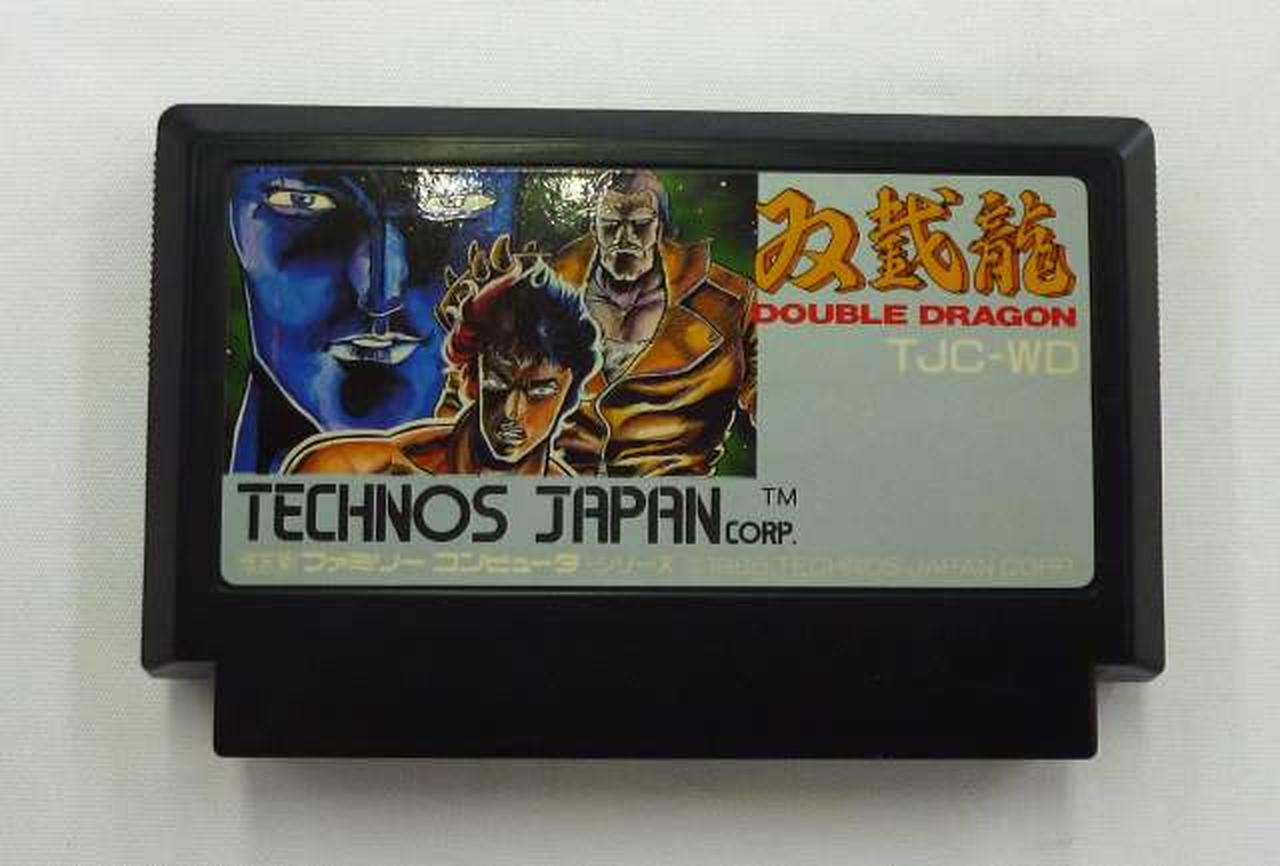 双截龍
DOUBLE DRAGON
TJC-WD
TECHNOS JAPAN CORP. TM
ファミリー コンピュータ シリーズ TECHNOS JAPAN CORP.